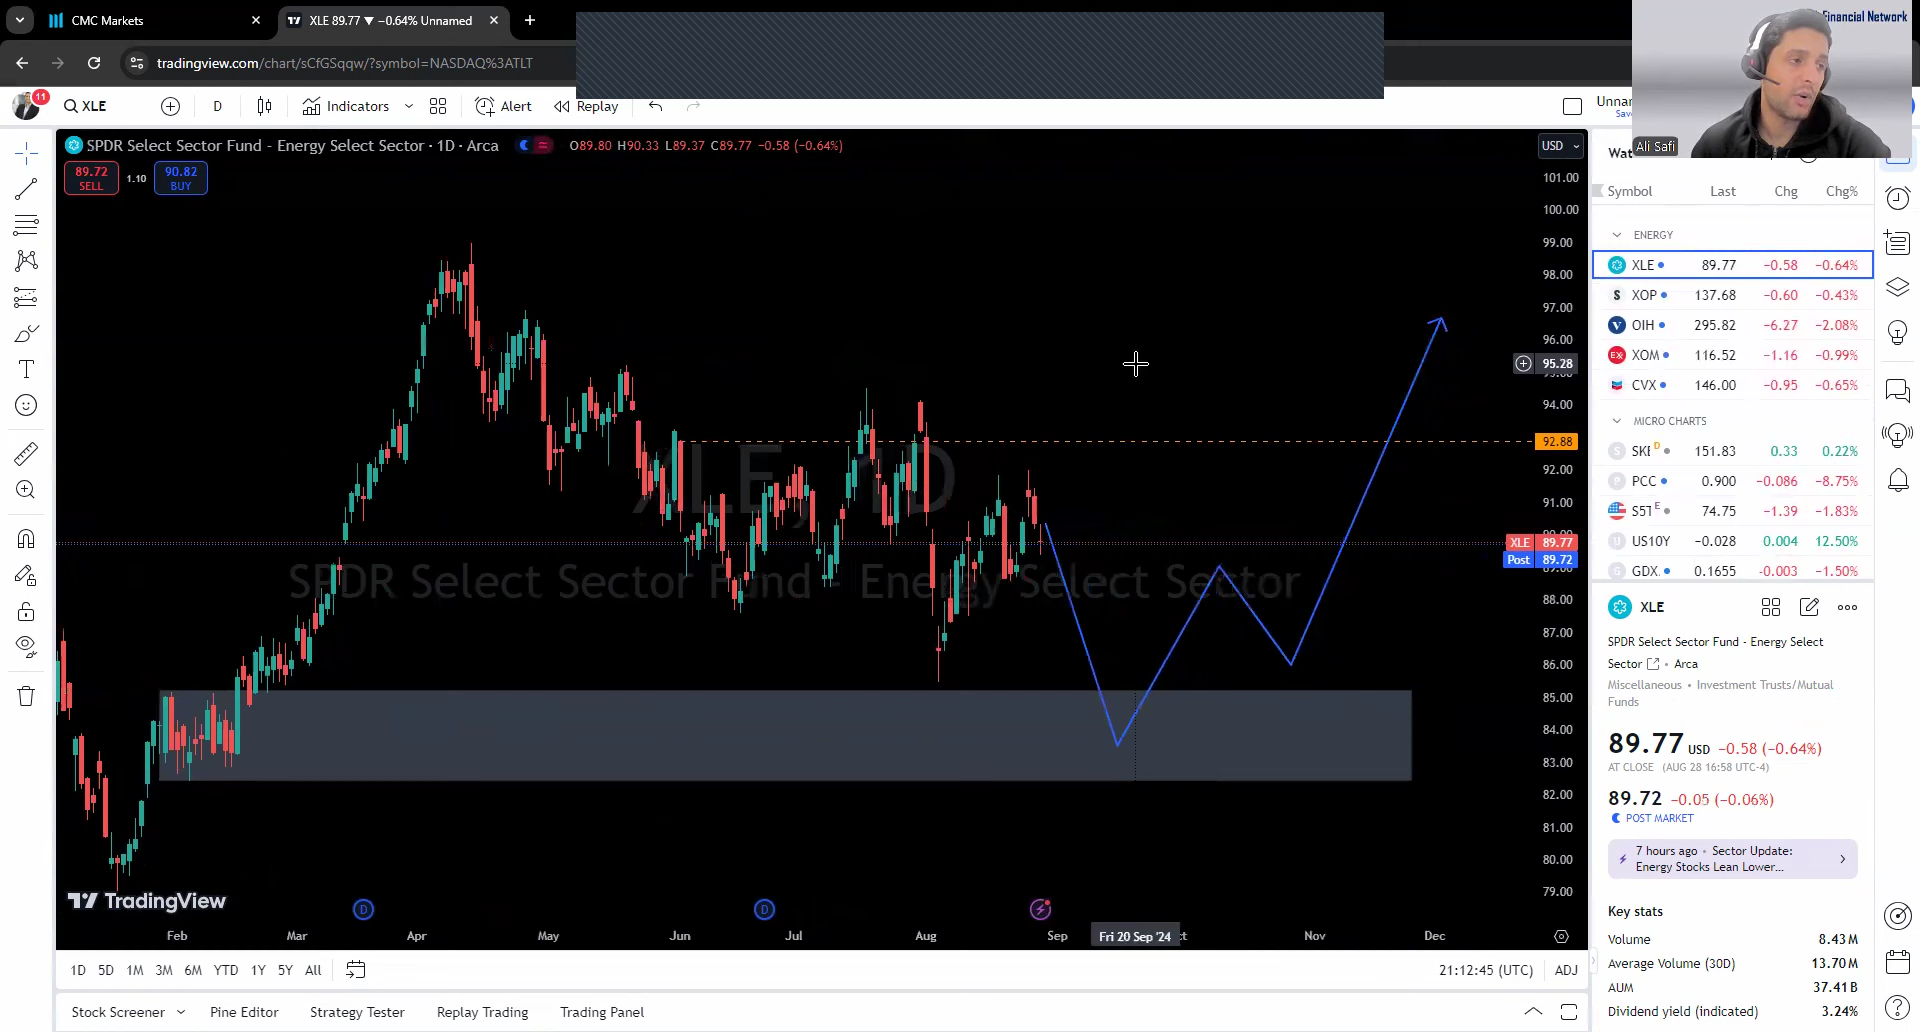 CMC Markets
XLE 89.77 ▼ −0.64% Unnamed
Financial Network
tradingview.com/chart/sCfGSqqw/?symbol=NASDAQ%3ATLT
11
XLE
D
Indicators
Alert
Replay
Unnar
Save
Ali Safi
SPDR Select Sector Fund - Energy Select Sector · 1D · Arca
O89.80 H90.33 L89.37 C89.77 −0.58 (−0.64%)
USD
89.72
SELL
1.10
90.82
BUY
101.00
100.00
99.00
98.00
97.00
96.00
95.28
94.00
92.88
92.00
91.00
XLE 89.77
Post 89.72
88.00
87.00
86.00
85.00
84.00
83.00
82.00
81.00
80.00
79.00
XLE, 1D
SPDR Select Sector Fund - Energy Select Sector
TradingView
D
D
Feb
Mar
Apr
May
Jun
Jul
Aug
Sep
Fri 20 Sep '24
Nov
Dec
1D
5D
1M
3M
6M
YTD
1Y
5Y
All
21:12:45 (UTC)
ADJ
Stock Screener
Pine Editor
Strategy Tester
Replay Trading
Trading Panel
Wat
Symbol Last Chg Chg%
ENERGY
XLE 89.77 −0.58 −0.64%
XOP 137.68 −0.60 −0.43%
OIH 295.82 −6.27 −2.08%
XOM 116.52 −1.16 −0.99%
CVX 146.00 −0.95 −0.65%
MICRO CHARTS
SKE D 151.83 0.33 0.22%
PCC 0.900 −0.086 −8.75%
S5T E 74.75 −1.39 −1.83%
US10Y −0.028 0.004 12.50%
GDX 0.1655 −0.003 −1.50%
XLE
SPDR Select Sector Fund - Energy Select
Sector • Arca
Miscellaneous • Investment Trusts/Mutual
Funds
89.77 USD −0.58 (−0.64%)
AT CLOSE (AUG 28 16:58 UTC-4)
89.72 −0.05 (−0.06%)
POST MARKET
7 hours ago • Sector Update:
Energy Stocks Lean Lower...
Key stats
Volume 8.43 M
Average Volume (30D) 13.70 M
AUM 37.41 B
Dividend yield (indicated) 3.24%